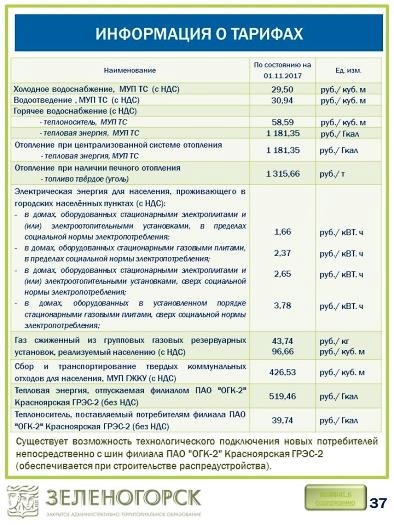 ИНФОРМАЦИЯ О ТАРИФАХ
Наименование
По состоянию на
01.11.2017
Ед. изм.
Холодное водоснабжение, МУП ТС (с НДС) 29,50 руб./ куб. м
Водоотведение , МУП ТС (с НДС) 30,94 руб./ куб. м
Горячее водоснабжение (с НДС)
- теплоноситель, МУП ТС 58,59 руб./ куб. м
- тепловая энергия, МУП ТС 1 181,35 руб./ Гкал
Отопление при централизованной системе отопления
- тепловая энергия, МУП ТС
1 181,35 руб./ Гкал
Отопление при наличии печного отопления
- топливо твёрдое (уголь)
1 315,66 руб./ т
Электрическая энергия для населения, проживающего в
городских населённых пунктах (с НДС):
- в домах, оборудованных стационарными электроплитами и
(или) электроотопительными установками, в пределах
социальной нормы электропотребления;
1,66 руб./ кВТ. ч
- в домах, оборудованных стационарными газовыми плитами,
в пределах социальной нормы электропотребления;
2,37 руб./ кВТ. ч
- в домах, оборудованных стационарными электроплитами и
(или) электроотопительными установками, сверх социальной
нормы электропотребления;
2,65 руб./ кВТ. ч
- в домах, оборудованных в установленном порядке
стационарными газовыми плитами, сверх социальной нормы
электропотребления;
3,78 руб./ кВТ. ч
Газ сжиженный из групповых газовых резервуарных
установок, реализуемый населению (с НДС)
43,74 руб./ кг
96,66 руб./ куб. м
Сбор и транспортирование твердых коммунальных
отходов для населения, МУП ГЖКУ (с НДС)
426,53 руб./ куб. м
Тепловая энергия, отпускаемая филиалом ПАО "ОГК-2"
Красноярская ГРЭС-2 (без НДС)
519,46 руб./ Гкал
Теплоноситель, поставляемый потребителям филиала ПАО
"ОГК-2" Красноярская ГРЭС-2 (без НДС)
39,74 руб./ Гкал
Существует возможность технологического подключения новых потребителей
непосредственно с шин филиала ПАО "ОГК-2" Красноярская ГРЭС-2
(обеспечивается при строительстве распредустройства).
ЗЕЛЕНОГОРСК
ЗАКРЫТОЕ АДМИНИСТРАТИВНО-ТЕРРИТОРИАЛЬНОЕ ОБРАЗОВАНИЕ
37